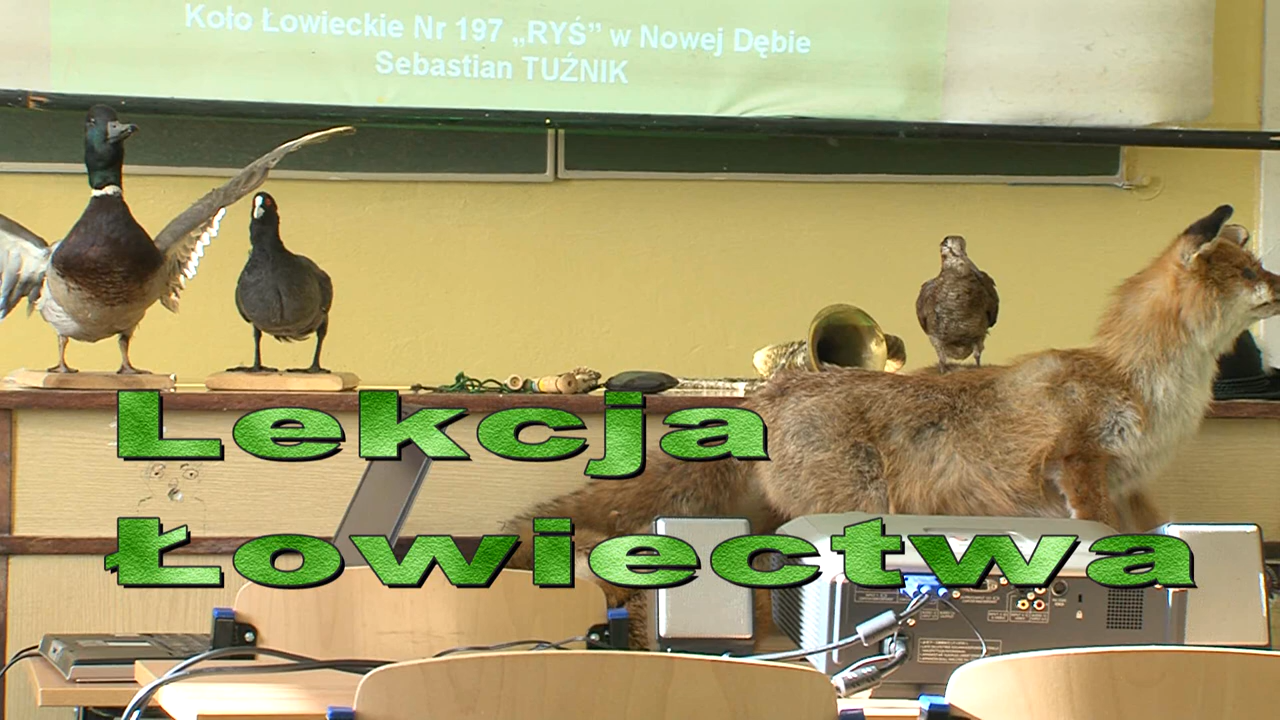 Koło Łowieckie Nr 197 „RYŚ” w Nowej Dębie
Sebastian TUŹNIK
Lekcja
Łowiectwa